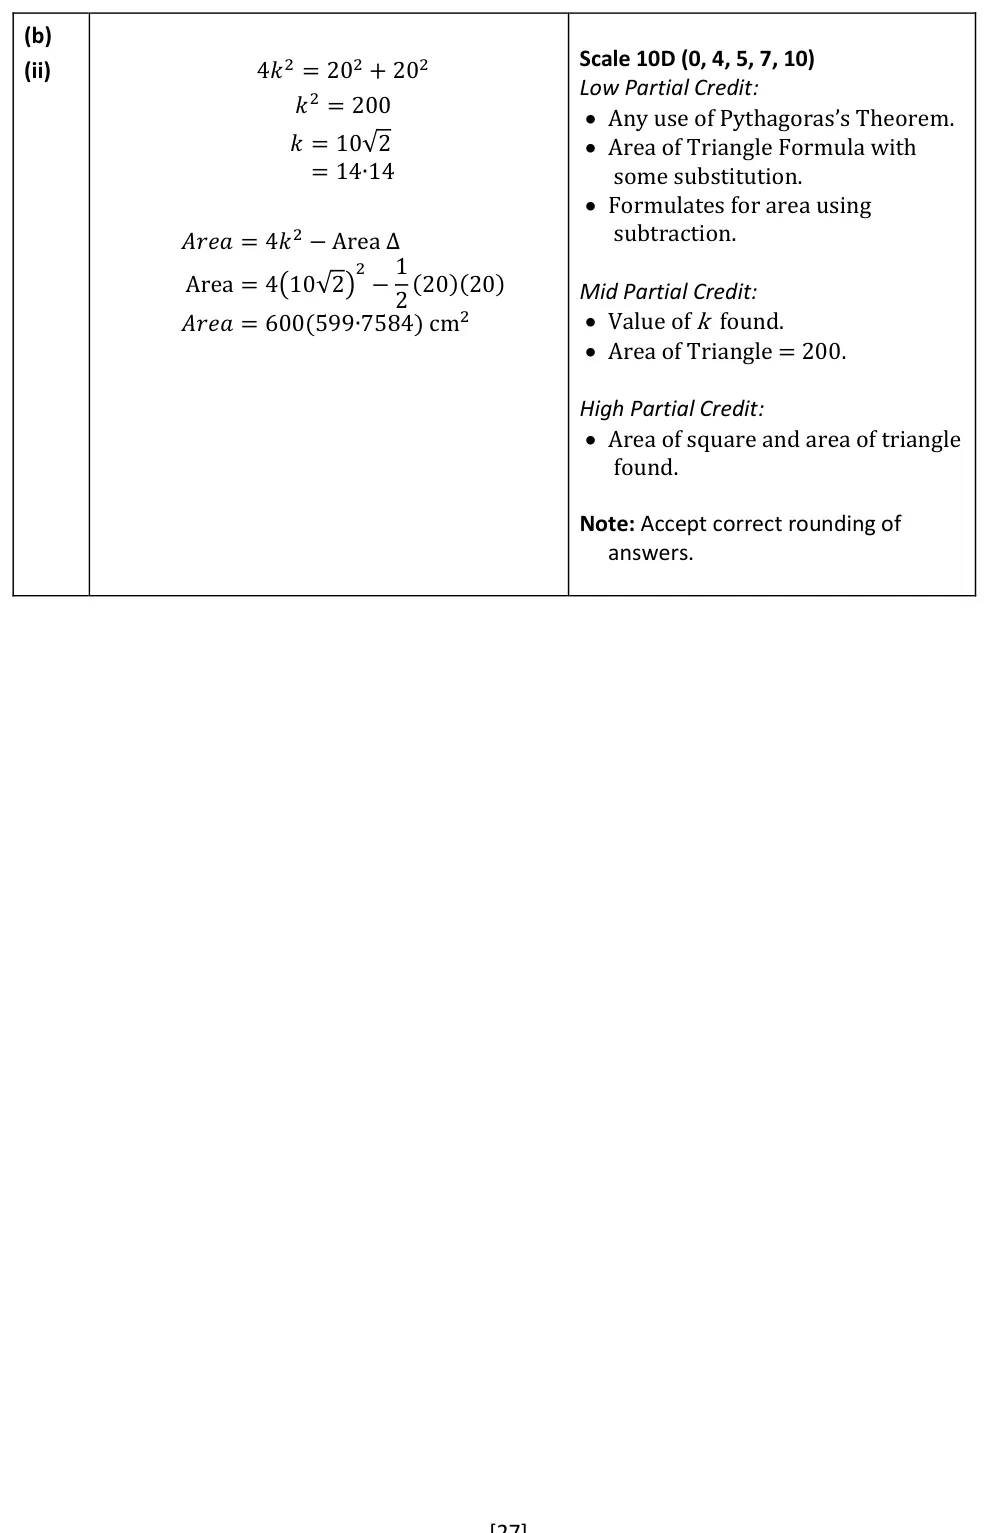 (b)
(ii)
4k² = 20² + 20²
k² = 200
k = 10√2
= 14·14
Area = 4k² − Area Δ
Area = 4(10√2)² − 1/2 (20)(20)
Area = 600(599·7584) cm²
Scale 10D (0, 4, 5, 7, 10)
Low Partial Credit:
• Any use of Pythagoras’s Theorem.
• Area of Triangle Formula with
some substitution.
• Formulates for area using
subtraction.
Mid Partial Credit:
• Value of k found.
• Area of Triangle = 200.
High Partial Credit:
• Area of square and area of triangle
found.
Note: Accept correct rounding of
answers.
[27]